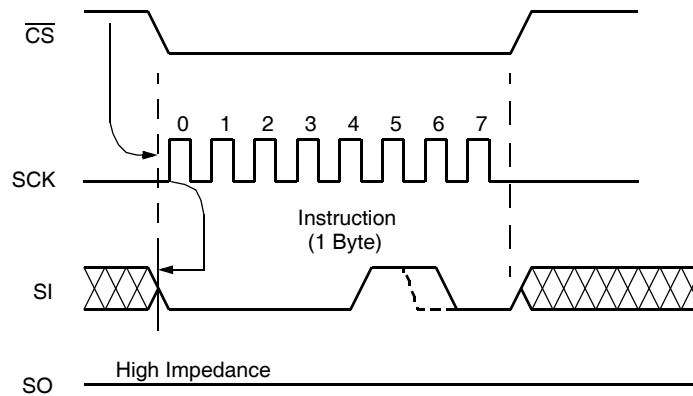 CS
0 1 2 3 4 5 6 7
SCK
Instruction
(1 Byte)
SI
High Impedance
SO